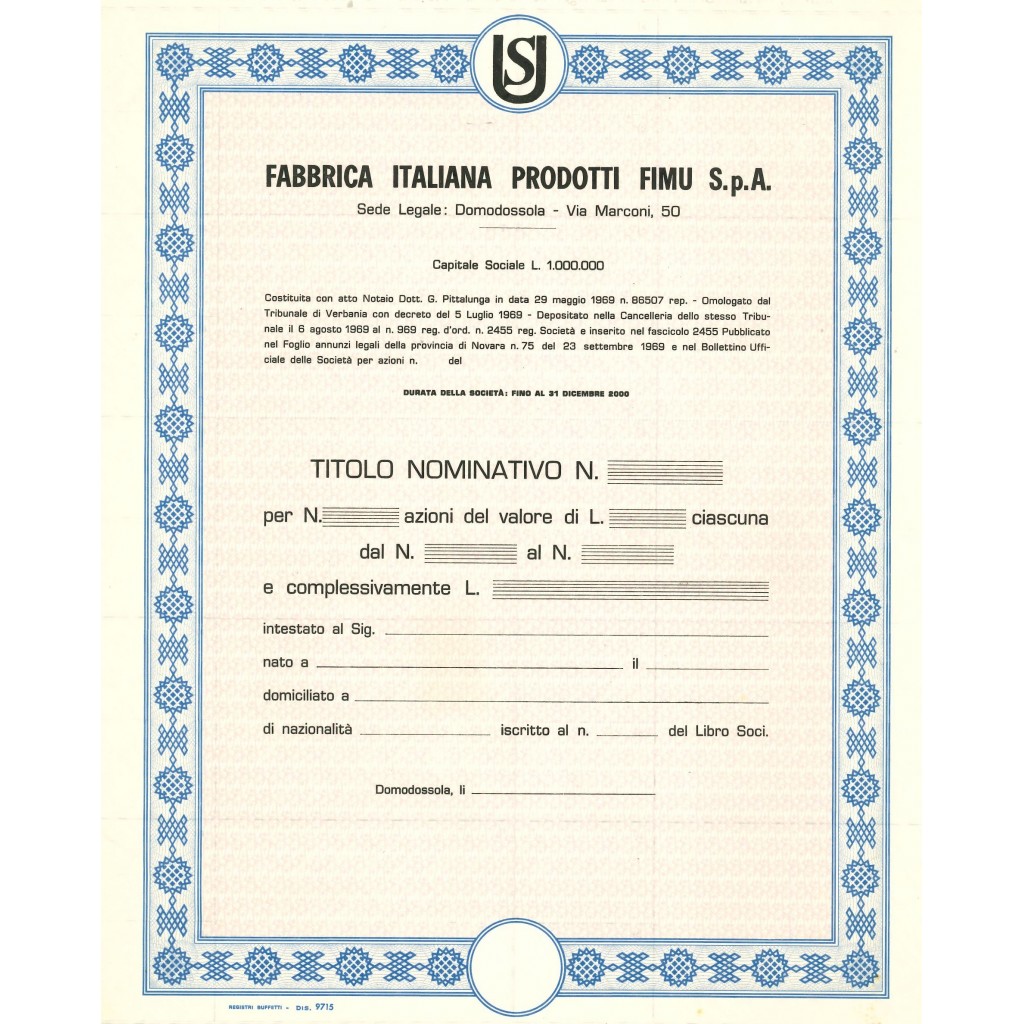 US
FABBRICA ITALIANA PRODOTTI FIMU S.p.A.
Sede Legale: Domodossola - Via Marconi, 50
Capitale Sociale L. 1.000.000
Costituita con atto Notaio Dott. G. Pittalunga in data 29 maggio 1969 n. 86507 rep. - Omologato dal
Tribunale di Verbania con decreto del 5 Luglio 1969 - Depositato nella Cancelleria dello stesso Tribu-
nale il 6 agosto 1969 al n. 969 reg. d'ord. n. 2455 reg. Società e inserito nel fascicolo 2455 Pubblicato
nel Foglio annunzi legali della provincia di Novara n. 75 del 23 settembre 1969 e nel Bollettino Uffi-
ciale delle Società per azioni n. del
DURATA DELLA SOCIETÀ: FINO AL 31 DICEMBRE 2000
TITOLO NOMINATIVO N.
per N. azioni del valore di L. ciascuna
dal N. al N.
e complessivamente L.
intestato al Sig.
nato a il
domiciliato a
di nazionalità iscritto al n. del Libro Soci.
Domodossola, li
REGISTRI BUFFETTI - DIS. 9715